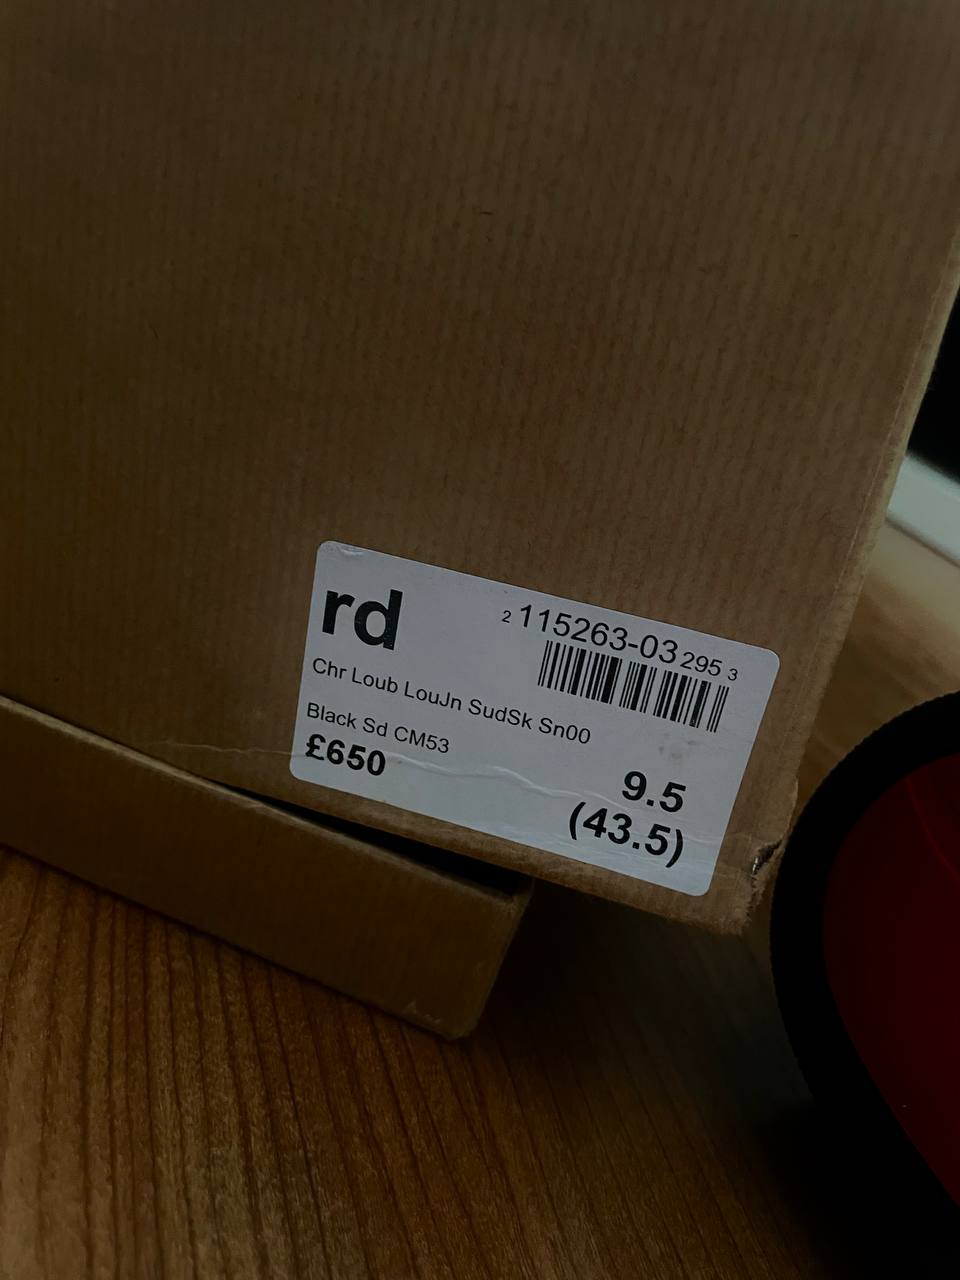 rd
2 115263-03 295 3
Chr Loub LouJn SudSk Sn00
Black Sd CM53
£650
9.5
(43.5)